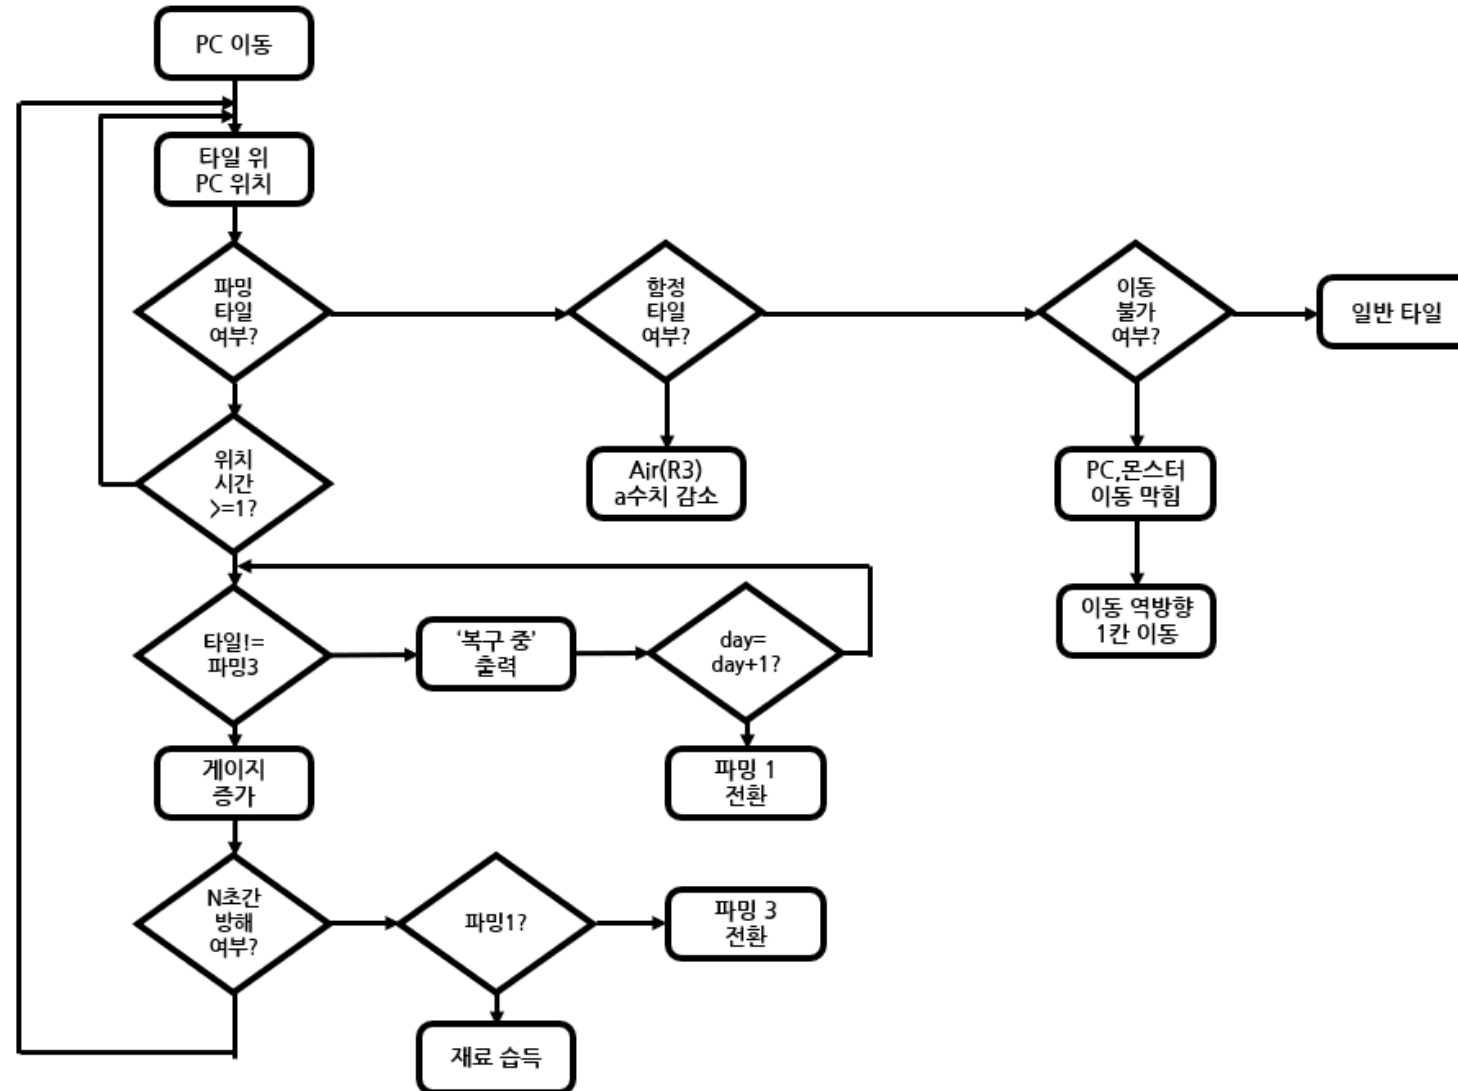 PC 이동
타일 위
PC 위치
파밍
타일
여부?
함정
타일
여부?
이동
불가
여부?
일반 타일
위치
시간
>=1?
Air(R3)
a수치 감소
PC,몬스터
이동 막힘
타일!=
파밍3
'복구 중'
출력
day=
day+1?
이동 역방향
1칸 이동
게이지
증가
파밍 1
전환
N초간
방해
여부?
파밍1?
파밍 3
전환
재료 습득